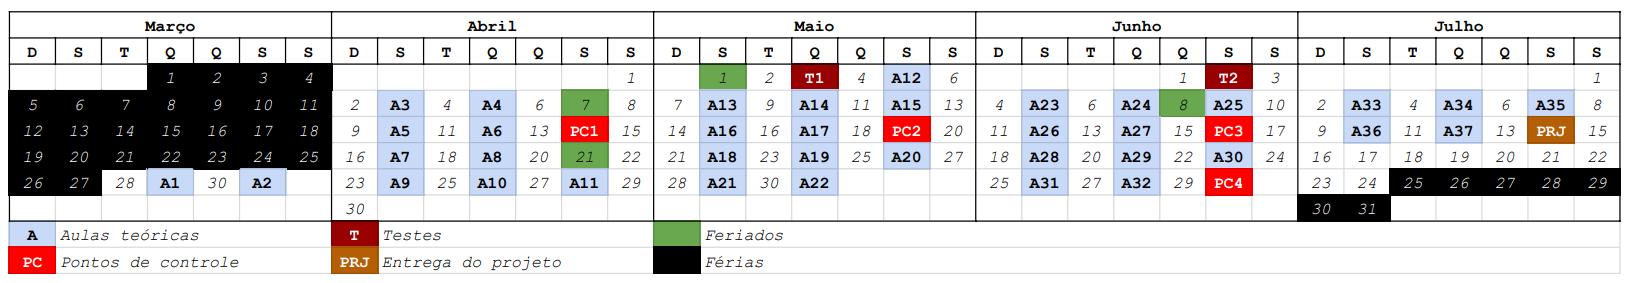 Março Abril Maio Junho Julho
D S T Q Q S S D S T Q Q S S D S T Q Q S S D S T Q Q S S D S T Q Q S S
1 2 3 4 1 1 2 T1 4 A12 6 1 T2 3 1
5 6 7 8 9 10 11 2 A3 4 A4 6 7 8 7 A13 9 A14 11 A15 13 4 A23 6 A24 8 A25 10 2 A33 4 A34 6 A35 8
12 13 14 15 16 17 18 9 A5 11 A6 13 PC1 15 14 A16 16 A17 18 PC2 20 11 A26 13 A27 15 PC3 17 9 A36 11 A37 13 PRJ 15
19 20 21 22 23 24 25 16 A7 18 A8 20 21 22 21 A18 23 A19 25 A20 27 18 A28 20 A29 22 A30 24 16 17 18 19 20 21 22
26 27 28 A1 30 A2 23 A9 25 A10 27 A11 29 28 A21 30 A22 25 A31 27 A32 29 PC4 23 24 25 26 27 28 29
30 30 31
A Aulas teóricas T Testes Feriados
PC Pontos de controle PRJ Entrega do projeto Férias